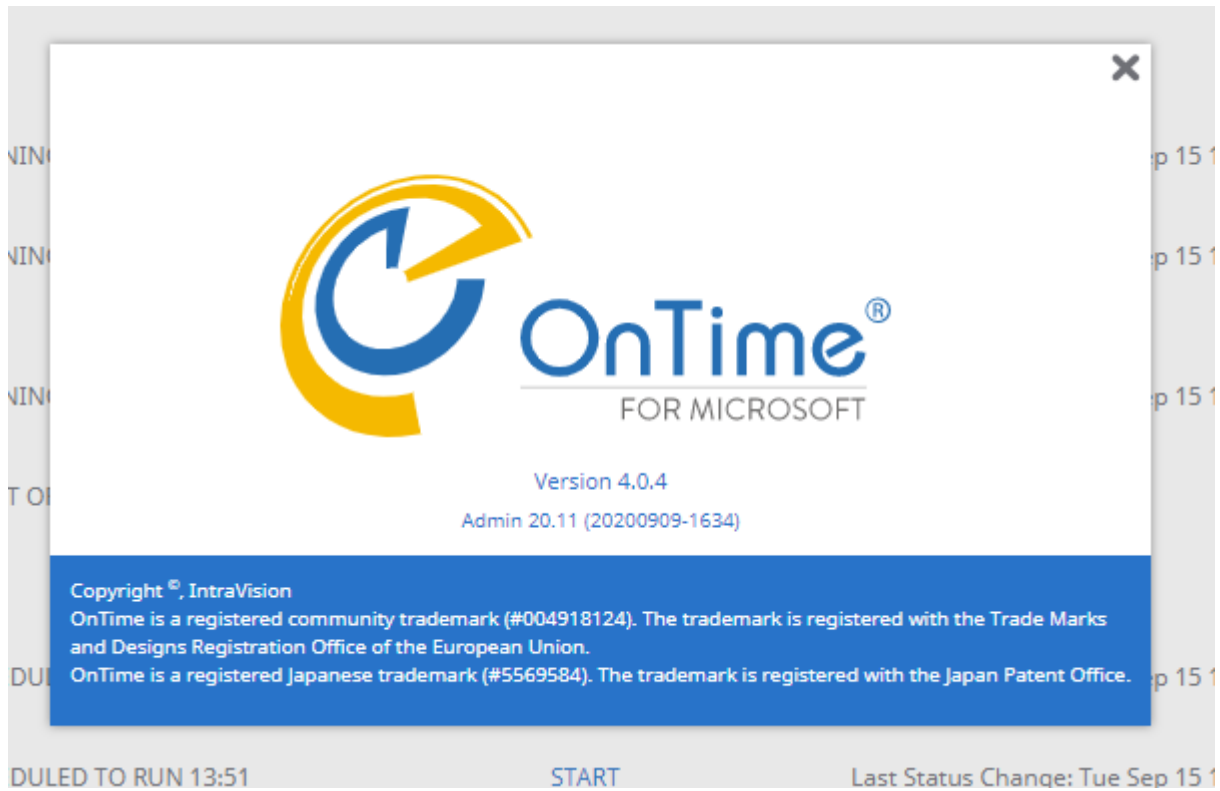 OnTime®
FOR MICROSOFT
Version 4.0.4
Admin 20.11 (20200909-1634)
Copyright ©, IntraVision
OnTime is a registered community trademark (#004918124). The trademark is registered with the Trade Marks
and Designs Registration Office of the European Union.
OnTime is a registered Japanese trademark (#5569584). The trademark is registered with the Japan Patent Office.
TO RUN 13:51 START Last Status Change: Tue Sep 15